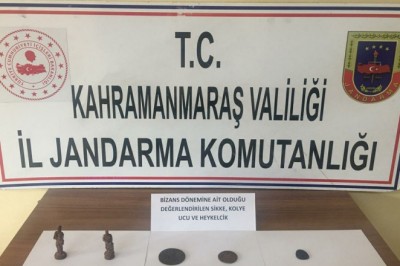 T.C.
KAHRAMANMARAŞ VALİLİĞİ
İL JANDARMA KOMUTANLIĞI
BİZANS DÖNEMİNE AİT OLDUĞU
DEĞERLENDİRİLEN SİKKE, KOLYE
UCU VE HEYKELCİK